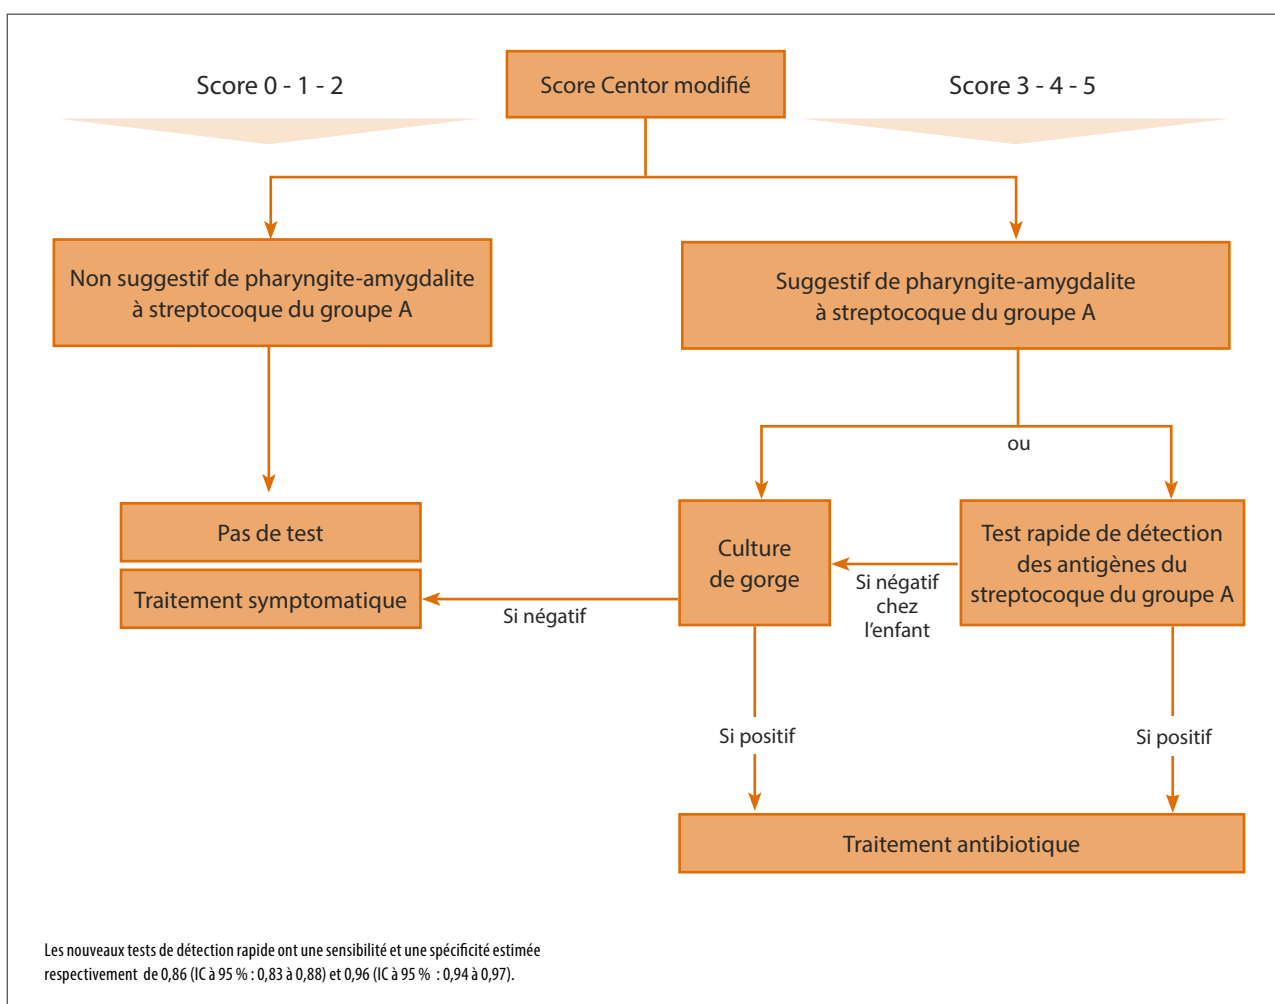 Score 0 - 1 - 2
Score Centor modifié
Score 3 - 4 - 5
Non suggestif de pharyngite-amygdalite
à streptocoque du groupe A
Suggestif de pharyngite-amygdalite
à streptocoque du groupe A
ou
Pas de test
Traitement symptomatique
Si négatif
Culture
de gorge
Si négatif
chez
l'enfant
Test rapide de détection
des antigènes du
streptocoque du groupe A
Si positif
Si positif
Traitement antibiotique
Les nouveaux tests de détection rapide ont une sensibilité et une spécificité estimée
respectivement de 0,86 (IC à 95 % : 0,83 à 0,88) et 0,96 (IC à 95 % : 0,94 à 0,97).